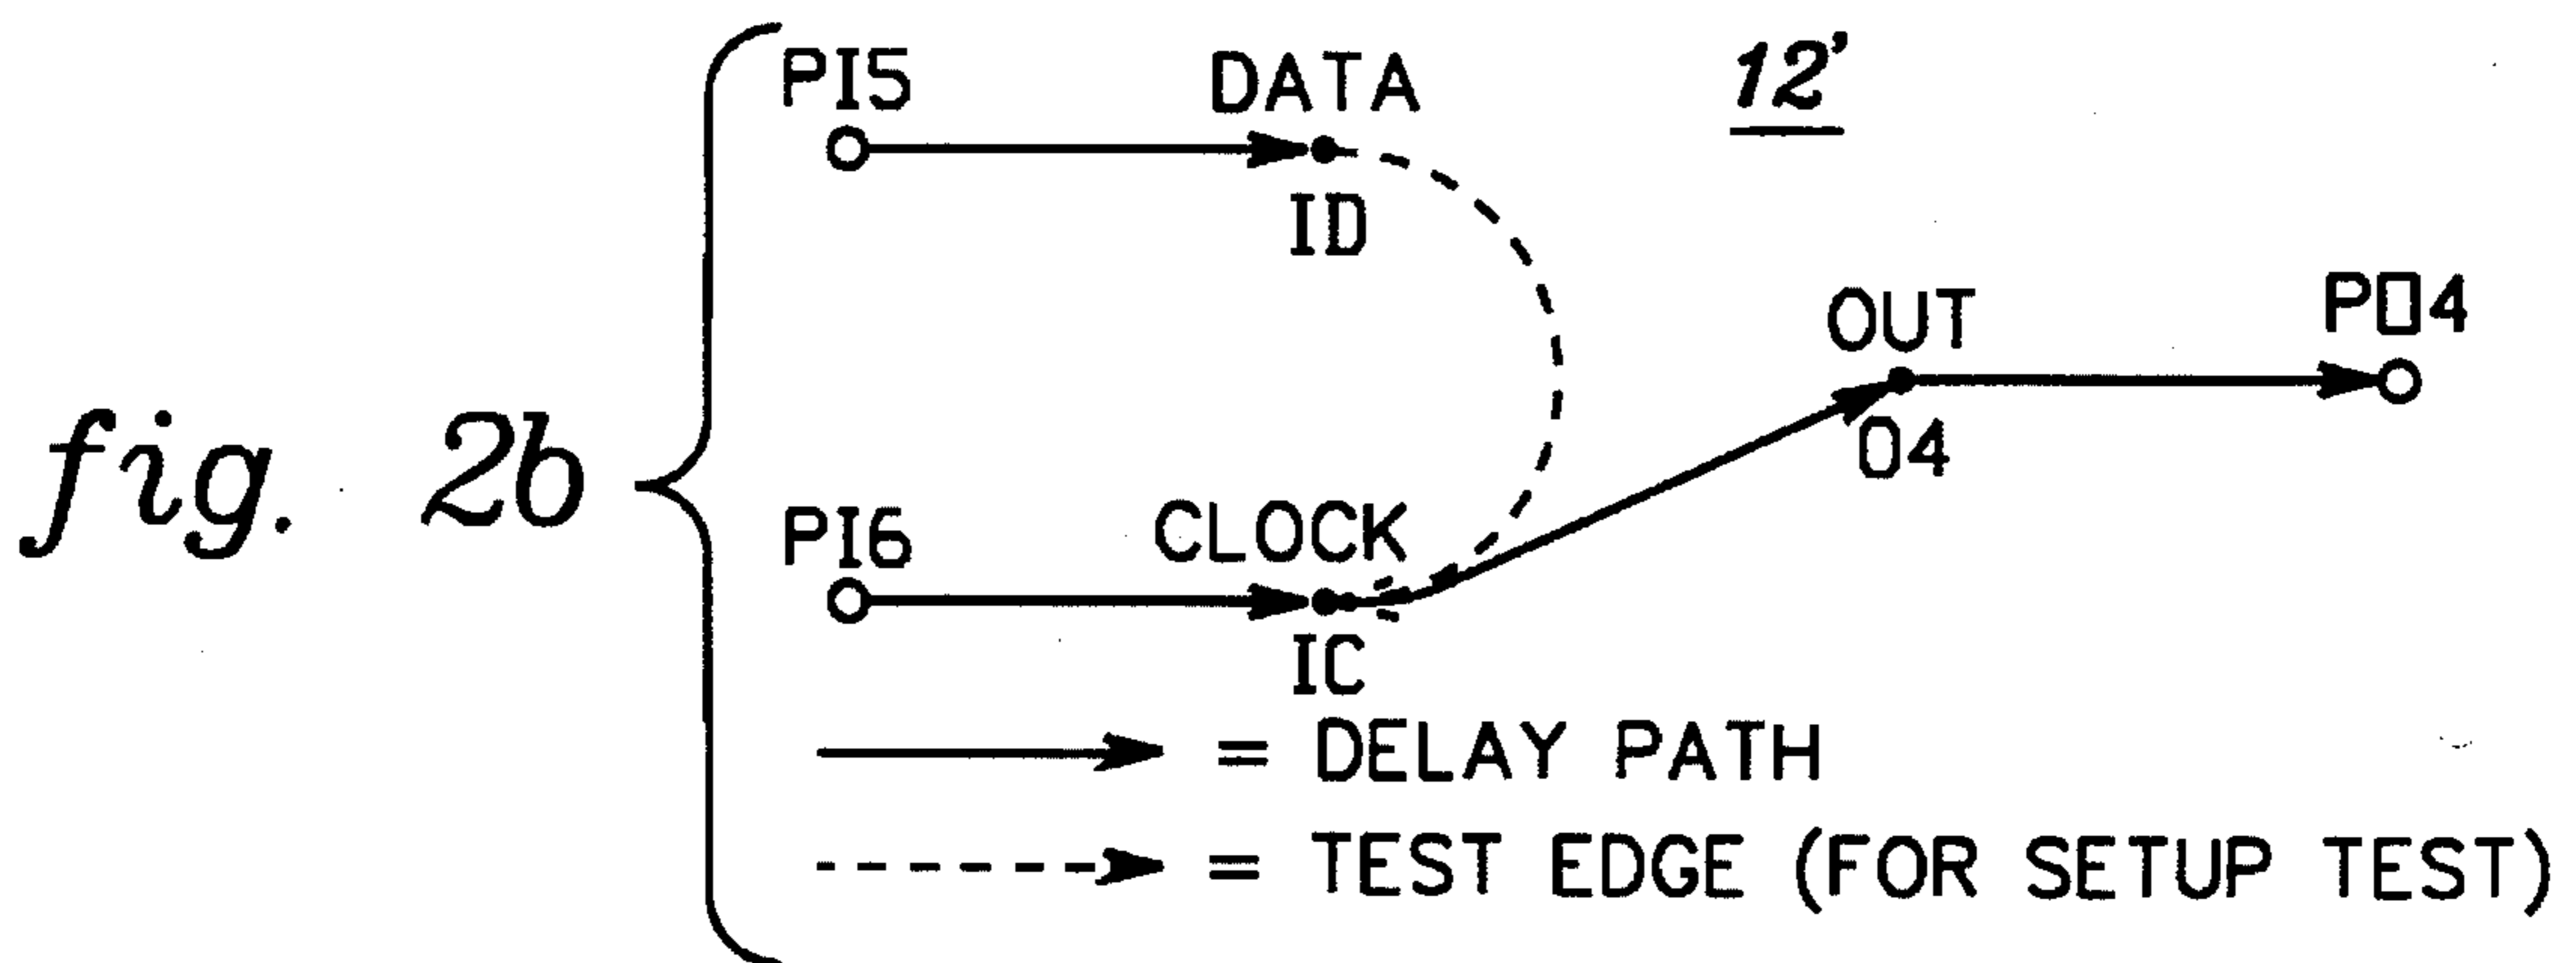 PI5 DATA 12'
ID
OUT PO4
fig. 2b
O4
PI6 CLOCK
IC
= DELAY PATH
= TEST EDGE (FOR SETUP TEST)